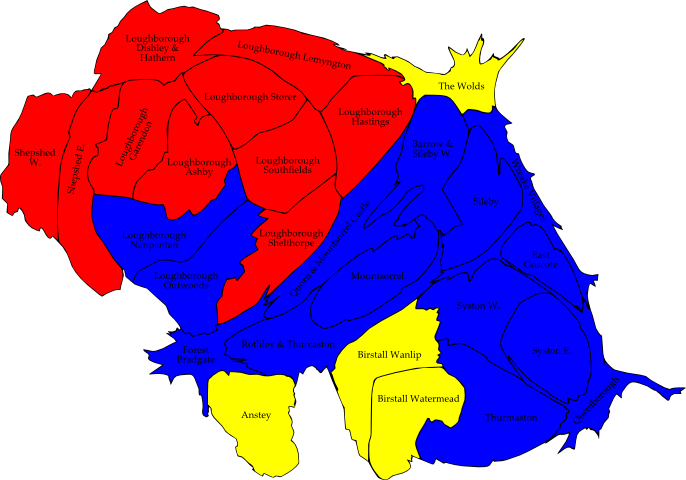 Loughborough
Dishley &
Hathern
Loughborough Lemyngton
The Wolds
Loughborough Storer
Loughborough
Hastings
Loughborough
Garendon
Shepshed
W.
Shepshed E.
Loughborough
Ashby
Loughborough
Southfields
Barrow &
Sileby W.
Wreake Villages
Sileby
Loughborough
Shelthorpe
Loughborough
Nanpantan
Quorn & Mountsorrel Castle
East
Goscote
Loughborough
Outwoods
Mountsorrel
Syston W.
Rothley & Thurcaston
Forest
Bradgate
Birstall Wanlip
Syston E.
Queniborough
Birstall Watermead
Anstey
Thurmaston